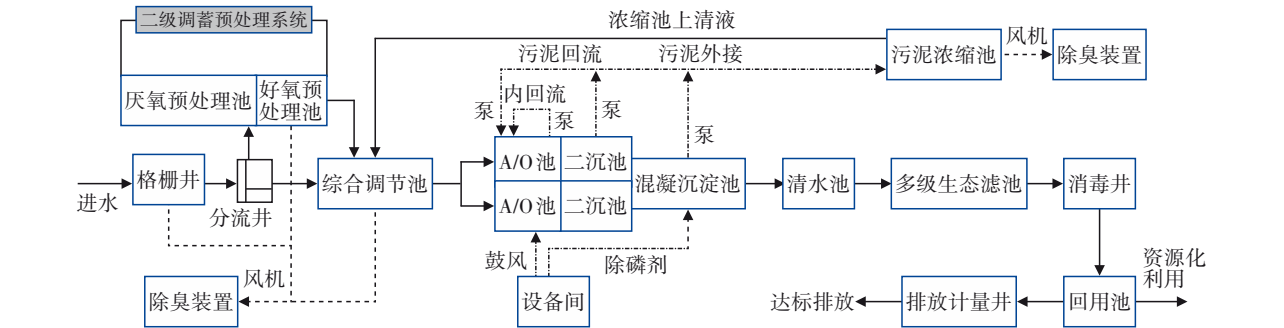 二级调蓄预处理系统
浓缩池上清液
厌氧预处理池
好氧预
处理池
污泥回流
污泥外接
污泥浓缩池
风机
除臭装置
内回流
泵
泵
泵
泵
进水
格栅井
分流井
综合调节池
A/O池
二沉池
A/O池
二沉池
混凝沉淀池
清水池
多级生态滤池
消毒井
鼓风
除磷剂
风机
除臭装置
设备间
达标排放
排放计量井
回用池
资源化
利用